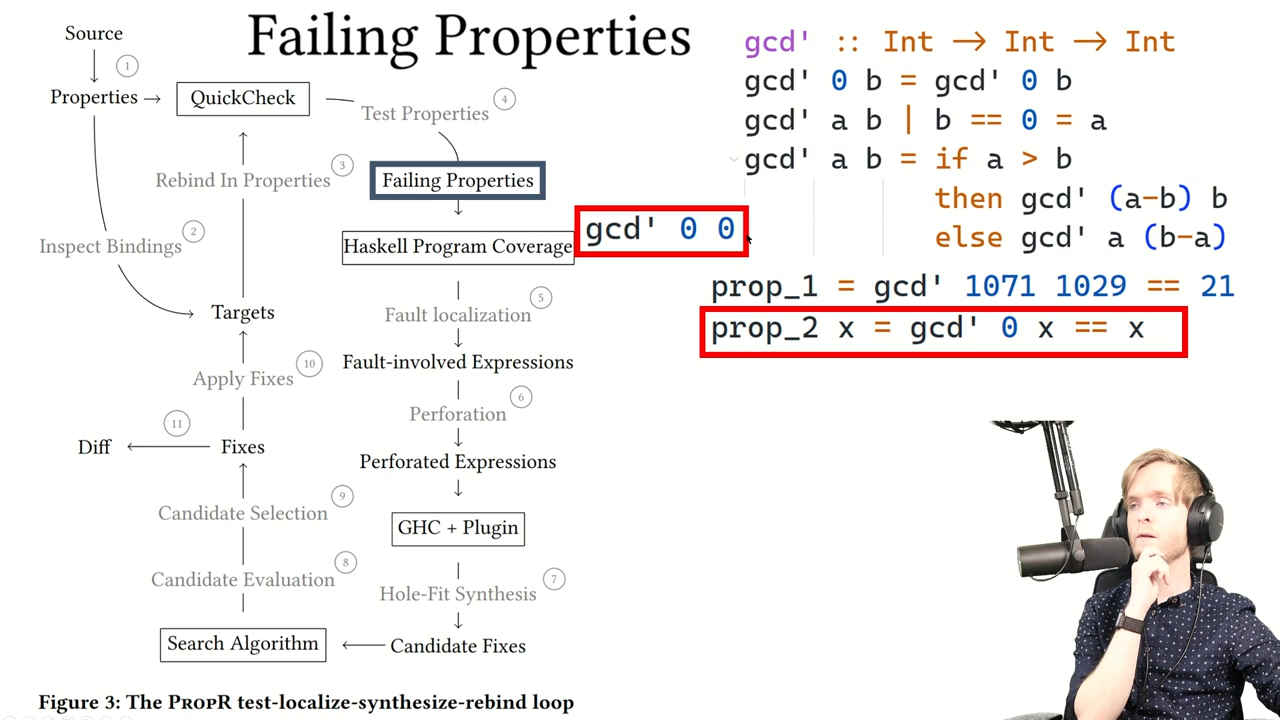 Failing Properties
Source
1
Properties
QuickCheck
Test Properties
4
Rebind In Properties
3
Failing Properties
Inspect Bindings
2
Haskell Program Coverage
Targets
Fault localization
5
Apply Fixes
10
Fault-involved Expressions
Perforation
6
11
Diff
Fixes
Perforated Expressions
Candidate Selection
9
GHC + Plugin
Candidate Evaluation
8
Hole-Fit Synthesis
7
Search Algorithm
Candidate Fixes
Figure 3: The PROPR test-localize-synthesize-rebind loop
gcd' :: Int → Int → Int
gcd' 0 b = gcd' 0 b
gcd' a b | b == 0 = a
gcd' a b = if a > b
then gcd' (a-b) b
else gcd' a (b-a)
gcd' 0 0
prop_1 = gcd' 1071 1029 == 21
prop_2 x = gcd' 0 x == x